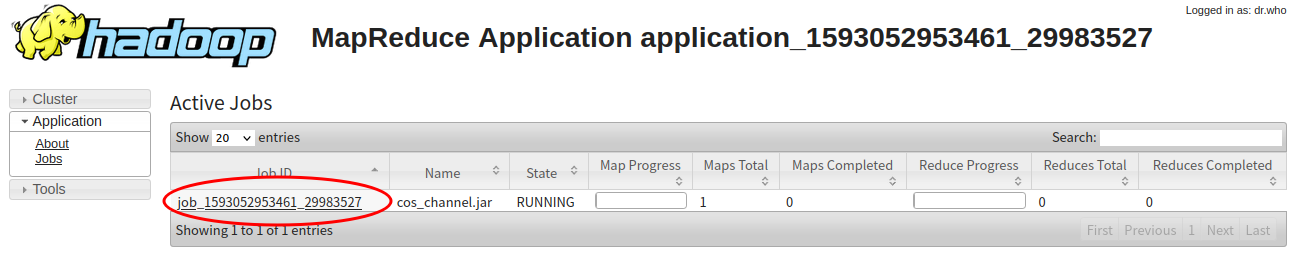 Logged in as: dr.who
hadoop
MapReduce Application application_1593052953461_29983527
Cluster
Application
About
Jobs
Tools
Active Jobs
Show 20 entries Search:
Job ID Name State Map Progress Maps Total Maps Completed Reduce Progress Reduces Total Reduces Completed
job_1593052953461_29983527 cos_channel.jar RUNNING 1 0 0 0
Showing 1 to 1 of 1 entries First Previous 1 Next Last